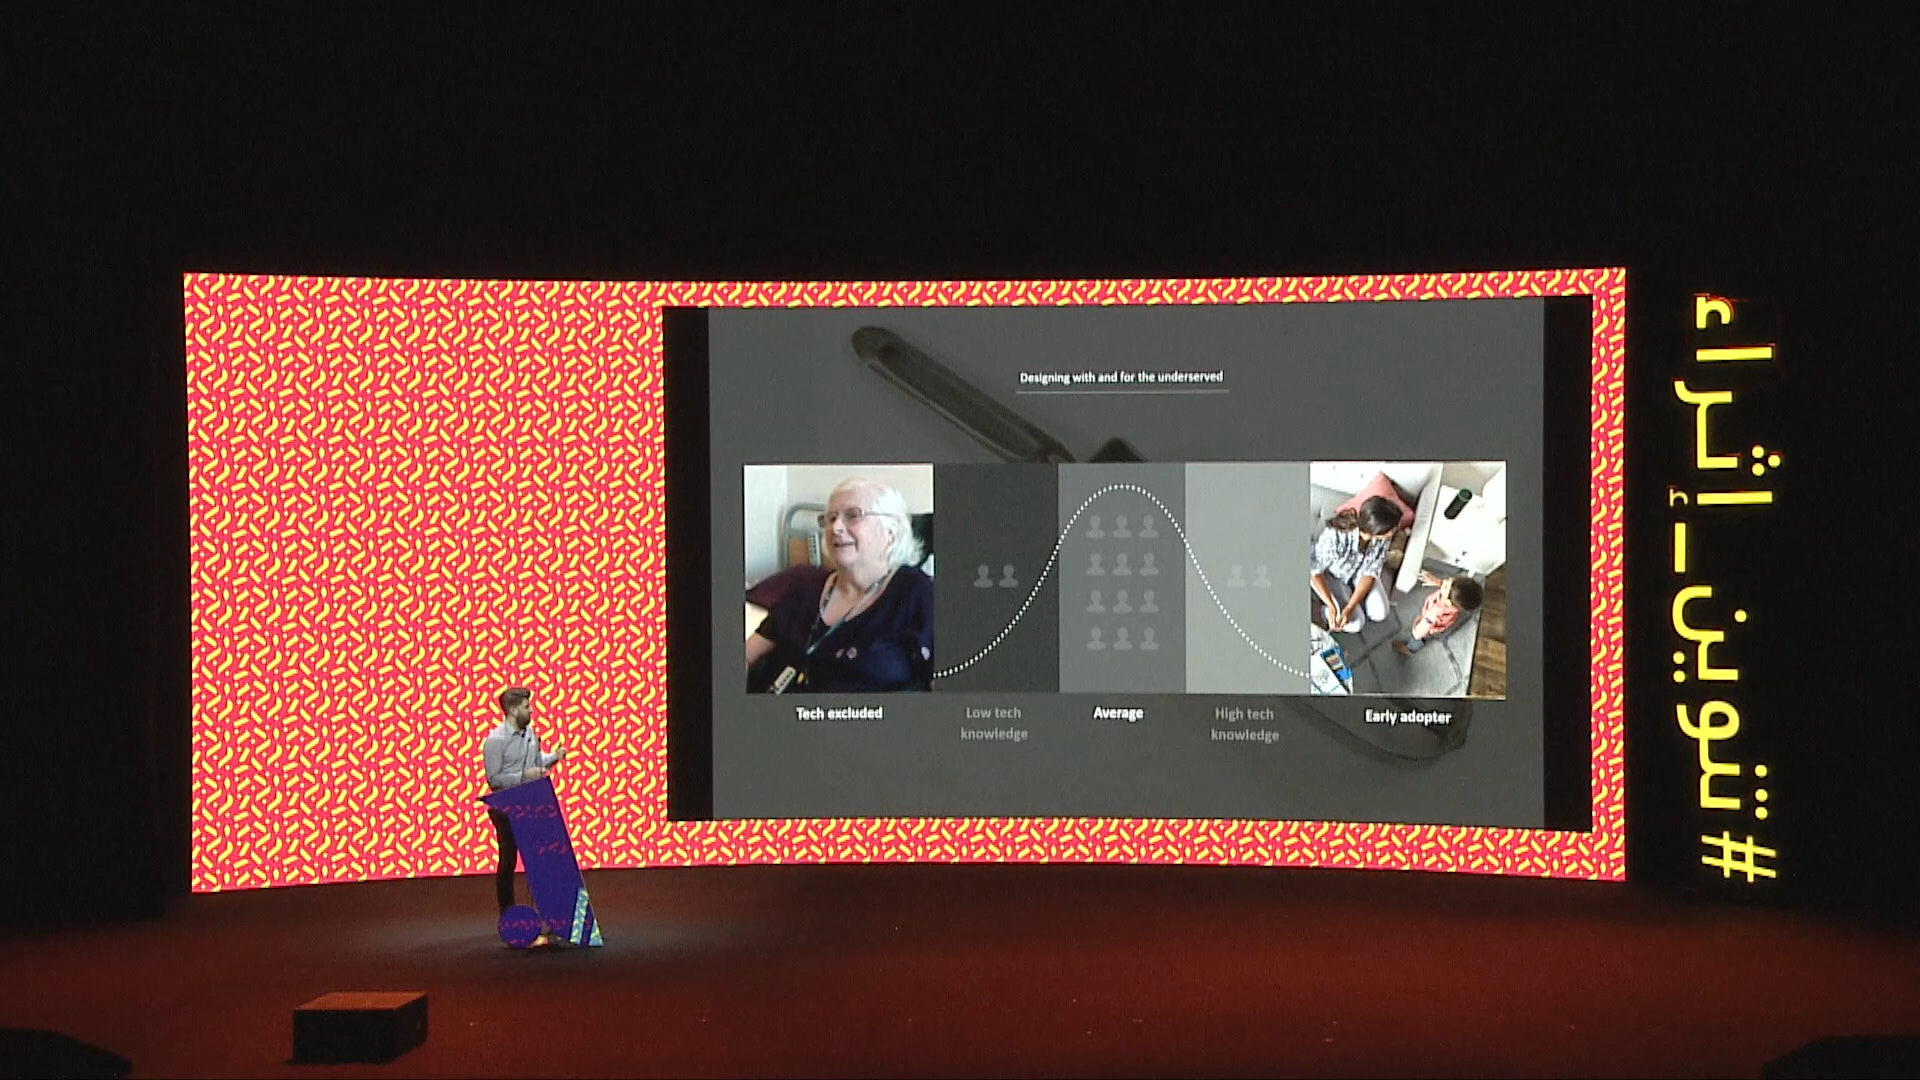 Designing with and for the underserved
Tech excluded
Low tech
knowledge
Average
High tech
knowledge
Early adopter
#تنوين_إثراء